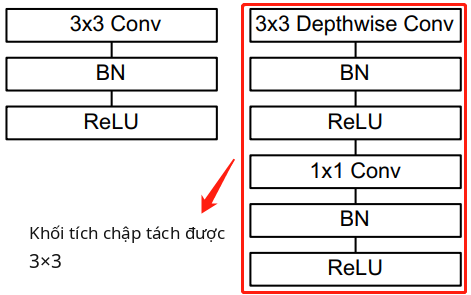 3x3 Conv
BN
ReLU
3x3 Depthwise Conv
BN
ReLU
1x1 Conv
BN
ReLU
Khối tích chập tách được
3×3